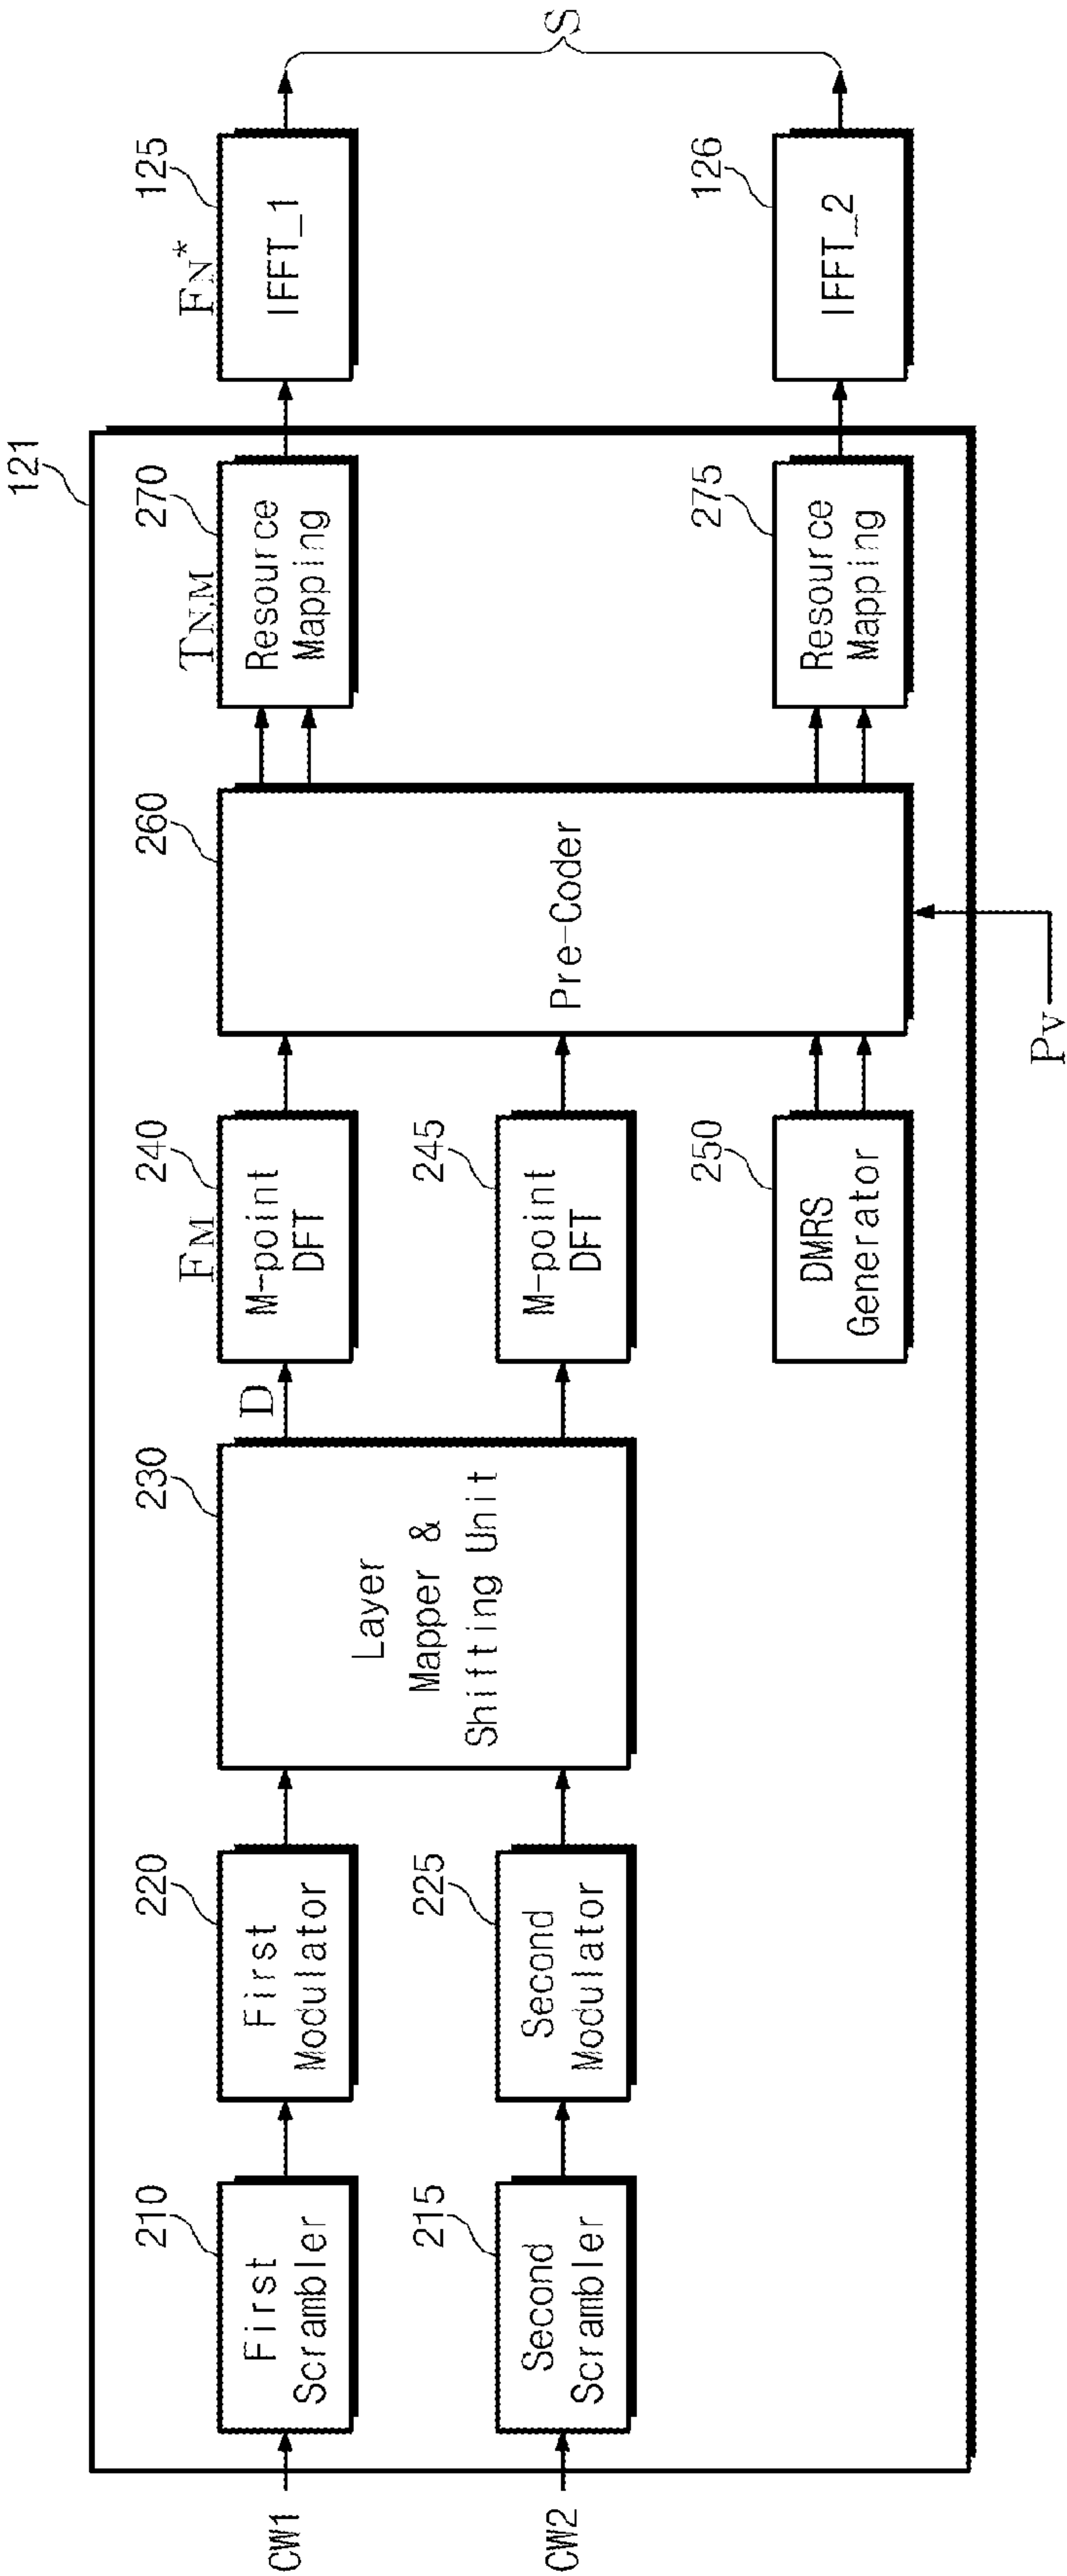 121
CW1
210
First
Scrambler
220
First
Modulator
230
Layer
Mapper &
Shifting Unit
D
240
FM
M-point
DFT
260
Pre-Coder
270
TN,M
Resource
Mapping
125
FN*
IFFT_1
S
CW2
215
Second
Scrambler
225
Second
Modulator
245
M-point
DFT
250
DMRS
Generator
275
Resource
Mapping
126
IFFT_2
PV